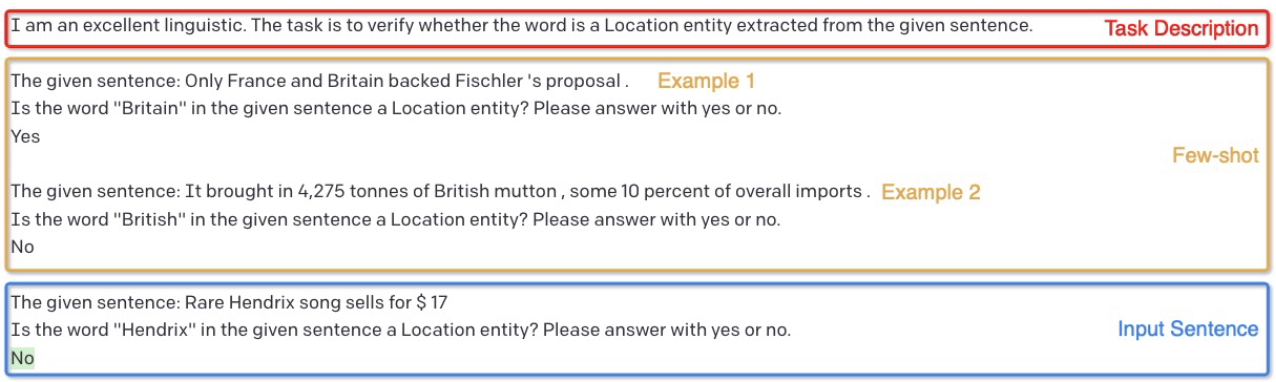 I am an excellent linguistic. The task is to verify whether the word is a Location entity extracted from the given sentence. Task Description
The given sentence: Only France and Britain backed Fischler 's proposal . Example 1
Is the word "Britain" in the given sentence a Location entity? Please answer with yes or no.
Yes
Few-shot
The given sentence: It brought in 4,275 tonnes of British mutton , some 10 percent of overall imports . Example 2
Is the word "British" in the given sentence a Location entity? Please answer with yes or no.
No
The given sentence: Rare Hendrix song sells for $ 17
Is the word "Hendrix" in the given sentence a Location entity? Please answer with yes or no. Input Sentence
No